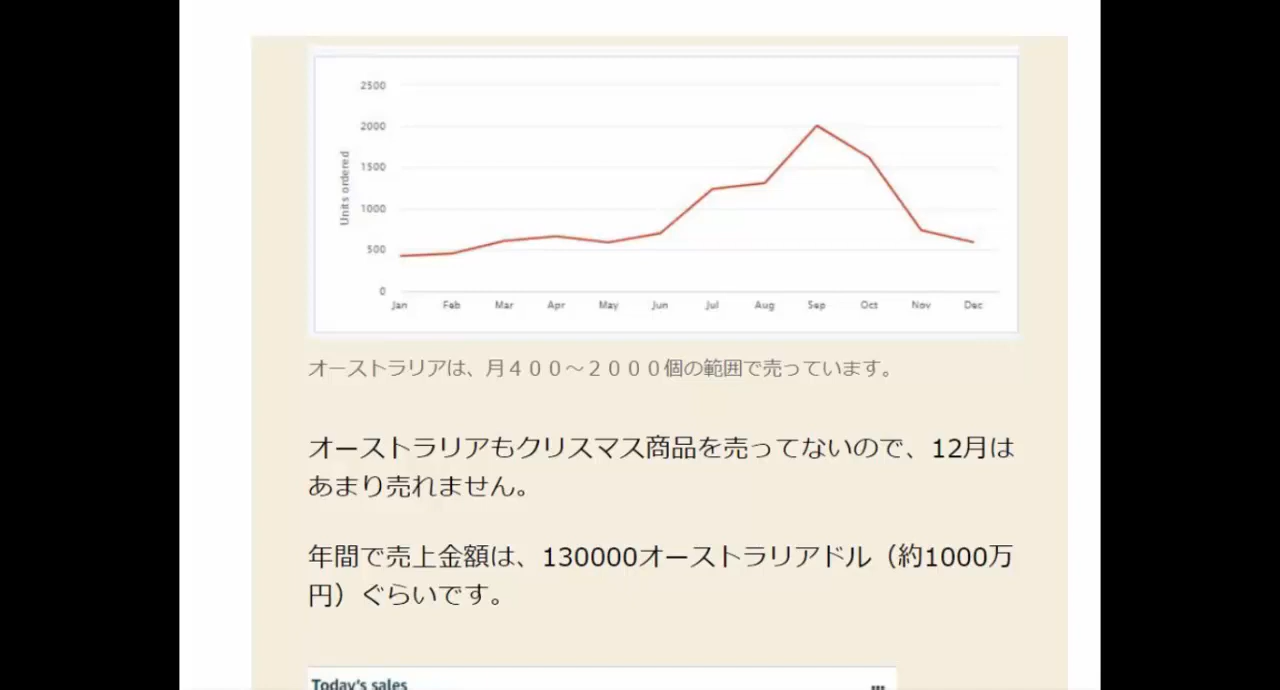 2500
2000
1500
1000
500
0
Units ordered
Jan Feb Mar Apr May Jun Jul Aug Sep Oct Nov Dec
オーストラリアは、月４００～２０００個の範囲で売っています。
オーストラリアもクリスマス商品を売ってないので、12月は
あまり売れません。
年間で売上金額は、130000オーストラリアドル（約1000万
円）ぐらいです。
Today's sales